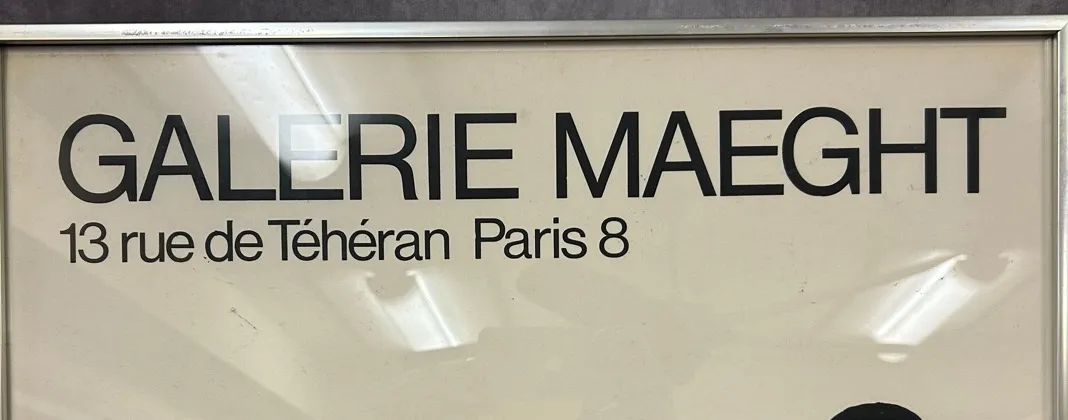 GALERIE MAEGHT
13 rue de Téhéran Paris 8